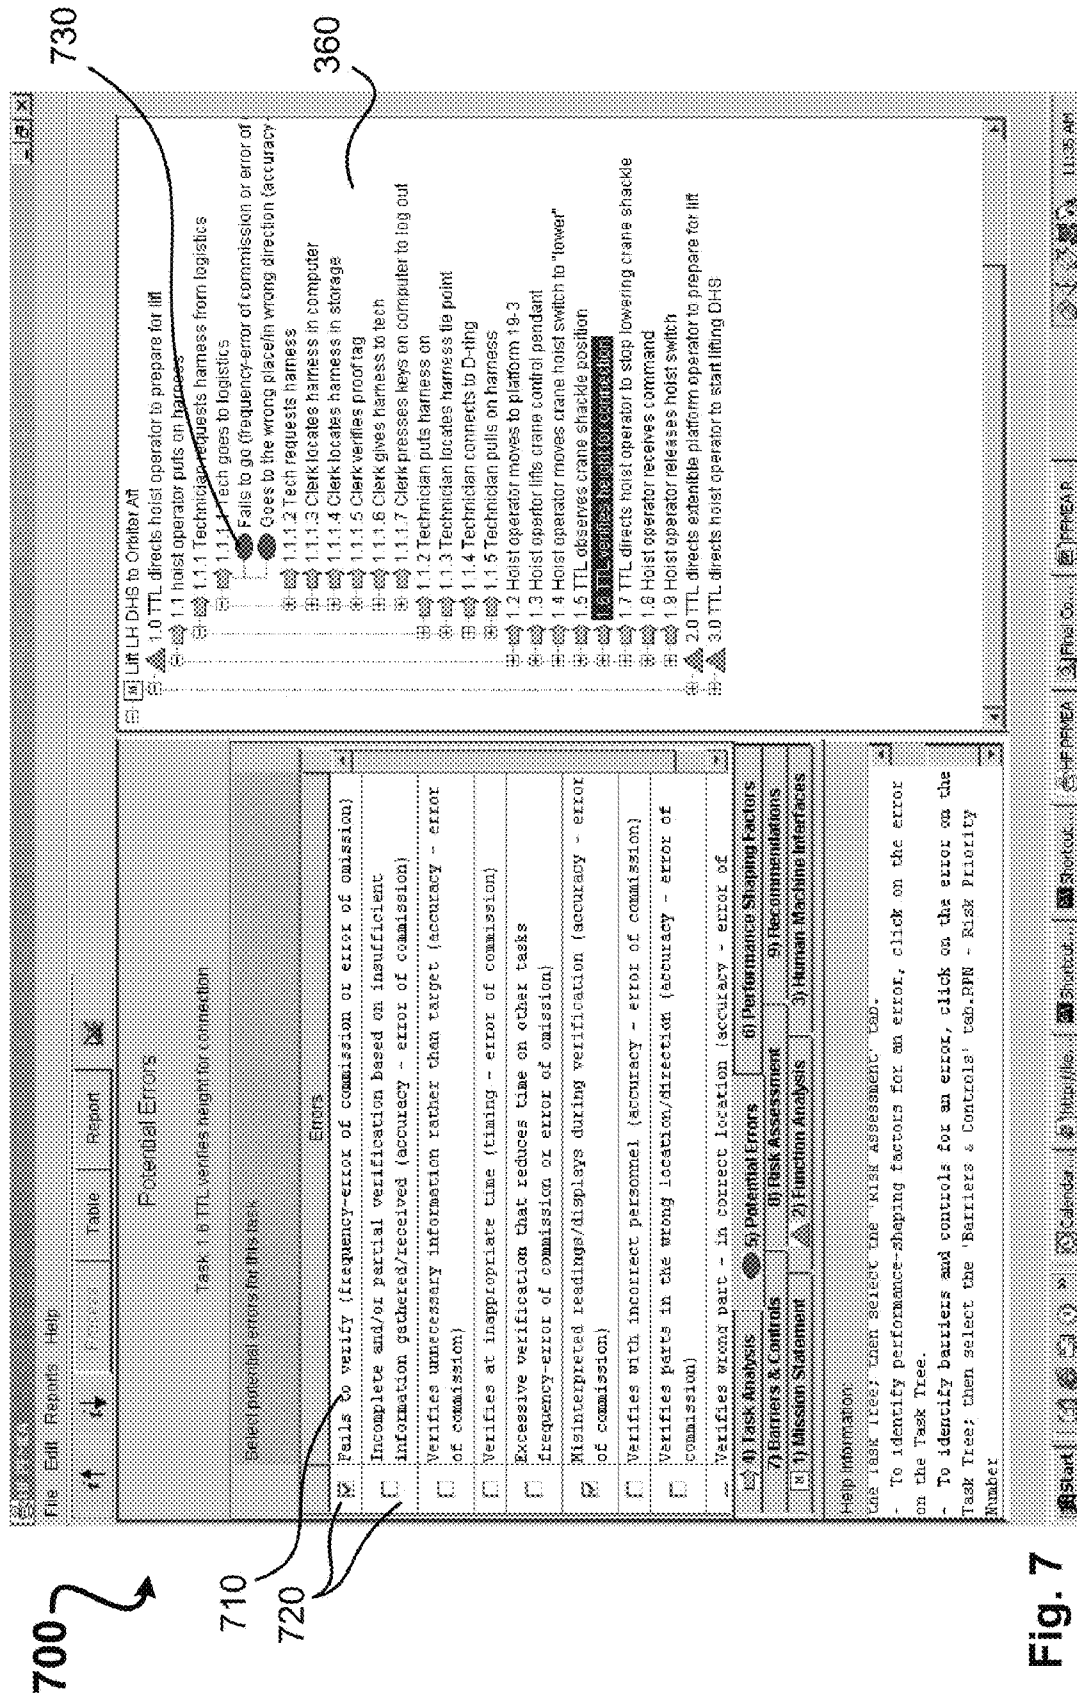 700
File Edit Reports Help
Table
Report
Potential Errors
Task 1.6 TTL verifies height for connection
Select potential errors for this task
Errors
710
Fails to verify (frequency-error of commission or error of omission)
720
Incomplete and/or partial verification based on insufficient
information gathered/received (accuracy - error of commission)
Verifies unnecessary information rather than target (accuracy - error
of commission)
Verifies at inappropriate time (timing - error of commission)
Excessive verification that reduces time on other tasks
(frequency-error of commission or error of omission)
Misinterpreted readings/displays during verification (accuracy - error
of commission)
Verifies with incorrect personnel (accuracy - error of commission)
Verifies parts in the wrong location/direction (accuracy - error of
commission)
Verifies wrong part - in correct location (accuracy - error of
4) Task Analysis 5) Potential Errors 6) Performance Shaping Factors
7) Barriers & Controls 8) Risk Assessment 9) Recommendations
M 1) Mission Statement 2) Function Analysis 3) Human-Machine Interfaces
Help Information:
the Task Tree; then select the 'Risk Assessment' tab.
- To identify performance-shaping factors for an error, click on the error
on the Task Tree.
- To identify barriers and controls for an error, click on the error on the
Task Tree; then select the 'Barriers & Controls' tab.RPN - Risk Priority
Number
730
360
M Lift LH DHS to Orbiter Aft
1.0 TTL directs hoist operator to prepare for lift
1.1 hoist operator puts on harness
1.1.1 Technician requests harness from logistics
1.1.1.1 Tech goes to logistics
Fails to go (frequency-error of commission or error of
Goes to the wrong place/in wrong direction (accuracy
1.1.1.2 Tech requests harness
1.1.1.3 Clerk locates harness in computer
1.1.1.4 Clerk locates harness in storage
1.1.1.5 Clerk verifies proof tag
1.1.1.6 Clerk gives harness to tech
1.1.1.7 Clerk presses keys on computer to log out
1.1.2 Technician puts harness on
1.1.3 Technician locates harness tie point
1.1.4 Technician connects to D-ring
1.1.5 Technician pulls on harness
1.2 Hoist operator moves to platform 19-3
1.3 Hoist opertor lifts crane control pendant
1.4 Hoist operator moves crane hoist switch to "lower"
1.5 TTL observes crane shackle position
1.6 TTL verifies height for connection
1.7 TTL directs hoist operator to stop lowering crane shackle
1.8 Hoist operator receives command
1.9 Hoist operator releases hoist switch
2.0 TTL directs extenible platform operator to prepare for lift
3.0 TTL directs hoist operator to start lifting DHS
Start Calendar http://le... Shortcut... Shortcut... HF PFMEA Final Co... 11:35 AM
Fig. 7